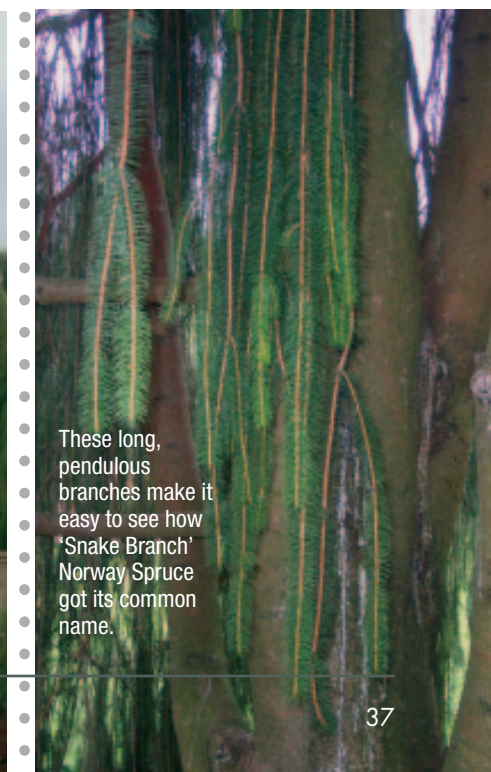 These long,
pendulous
branches make it
easy to see how
‘Snake Branch’
Norway Spruce
got its common
name.
37